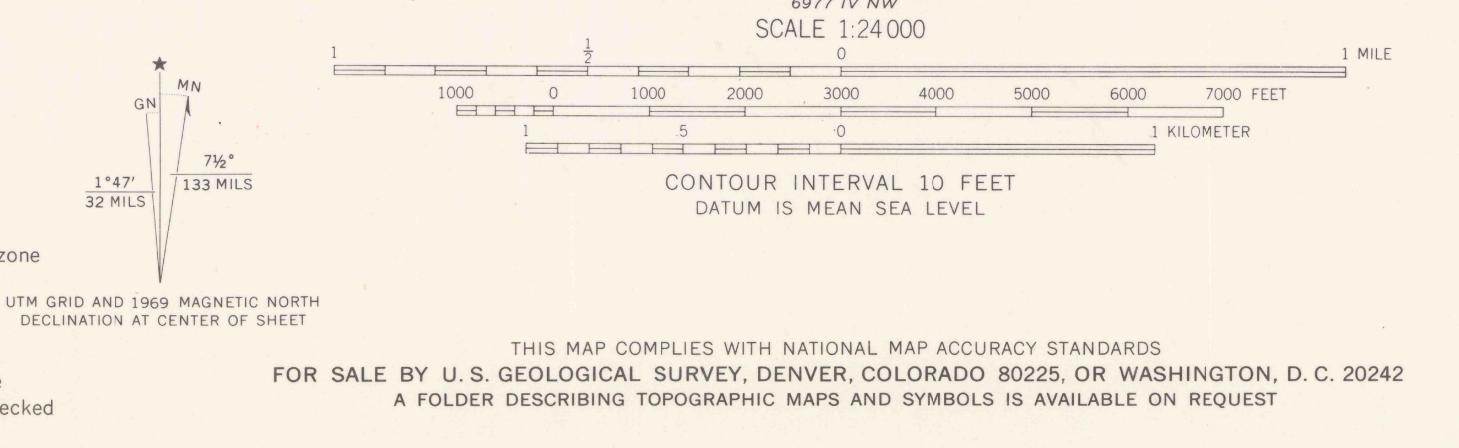 6977 IV NW
SCALE 1:24 000
1 1/2 0 1 MILE
1000 0 1000 2000 3000 4000 5000 6000 7000 FEET
1 .5 0 1 KILOMETER
CONTOUR INTERVAL 10 FEET
DATUM IS MEAN SEA LEVEL
★
GN MN
1°47′
32 MILS
7½°
133 MILS
UTM GRID AND 1969 MAGNETIC NORTH
DECLINATION AT CENTER OF SHEET
zone
ecked
THIS MAP COMPLIES WITH NATIONAL MAP ACCURACY STANDARDS
FOR SALE BY U. S. GEOLOGICAL SURVEY, DENVER, COLORADO 80225, OR WASHINGTON, D. C. 20242
A FOLDER DESCRIBING TOPOGRAPHIC MAPS AND SYMBOLS IS AVAILABLE ON REQUEST